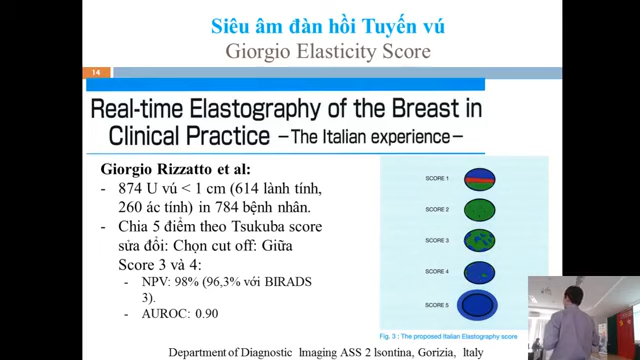 Siêu âm đàn hồi Tuyến vú
Giorgio Elasticity Score
14
Real-time Elastography of the Breast in
Clinical Practice －The Italian experience－
Giorgio Rizzatto et al:
- 874 U vú < 1 cm (614 lành tính,
260 ác tính) in 784 bệnh nhân.
- Chia 5 điểm theo Tsukuba score
sửa đổi: Chọn cut off: Giữa
Score 3 và 4:
- NPV: 98% (96,3% với BIRADS
3).
- AUROC: 0.90
SCORE 1
SCORE 2
SCORE 3
SCORE 4
SCORE 5
Fig. 3 : The proposed Italian Elastography score
Department of Diagnostic Imaging ASS 2 lsontina, Gorizia, Italy